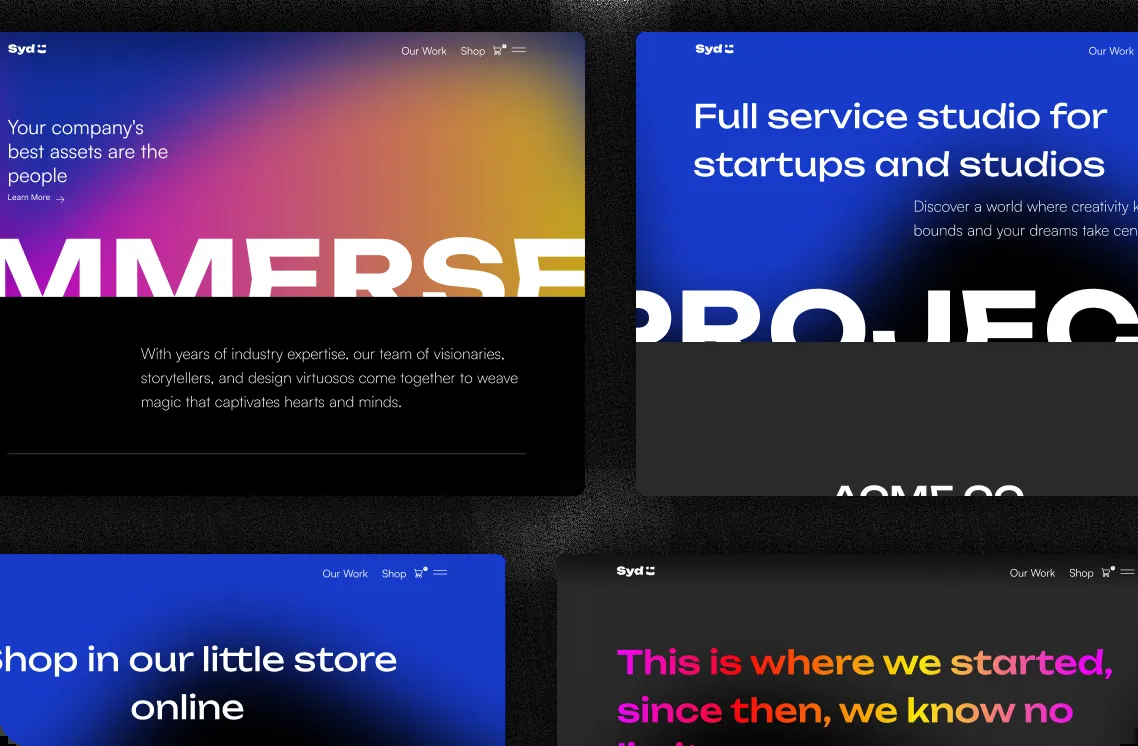 Syd
Our Work Shop
Your company's
best assets are the
people
Learn More
MMERSE
With years of industry expertise, our team of visionaries,
storytellers, and design virtuosos come together to weave
magic that captivates hearts and minds.
Syd
Our Work
Full service studio for
startups and studios
Discover a world where creativity k
bounds and your dreams take cen
PROJEC
ACME CO
Our Work Shop
Shop in our little store
online
Syd
Our Work Shop
This is where we started,
since then, we know no